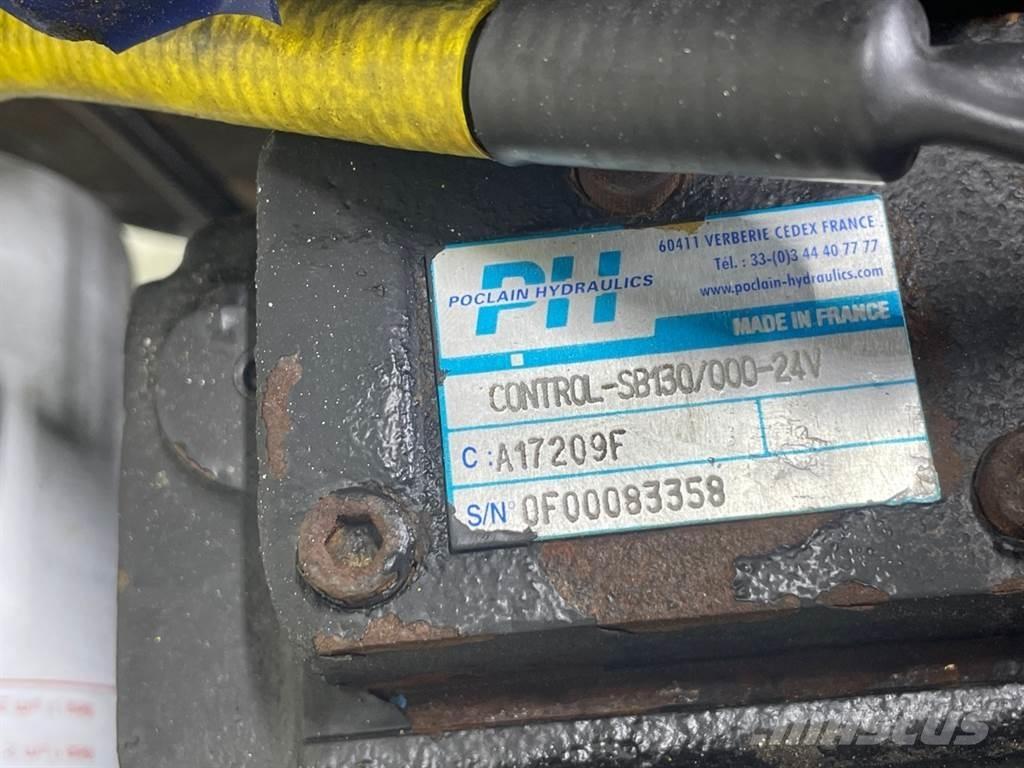 PH
POCLAIN HYDRAULICS
60411 VERBERIE CEDEX FRANCE
Tél. : 33-(0)3 44 40 77 77
www.poclain-hydraulics.com
MADE IN FRANCE
CONTROL-SB130/000-24V
C : A17209F
S/N° 0F00083358
mascus